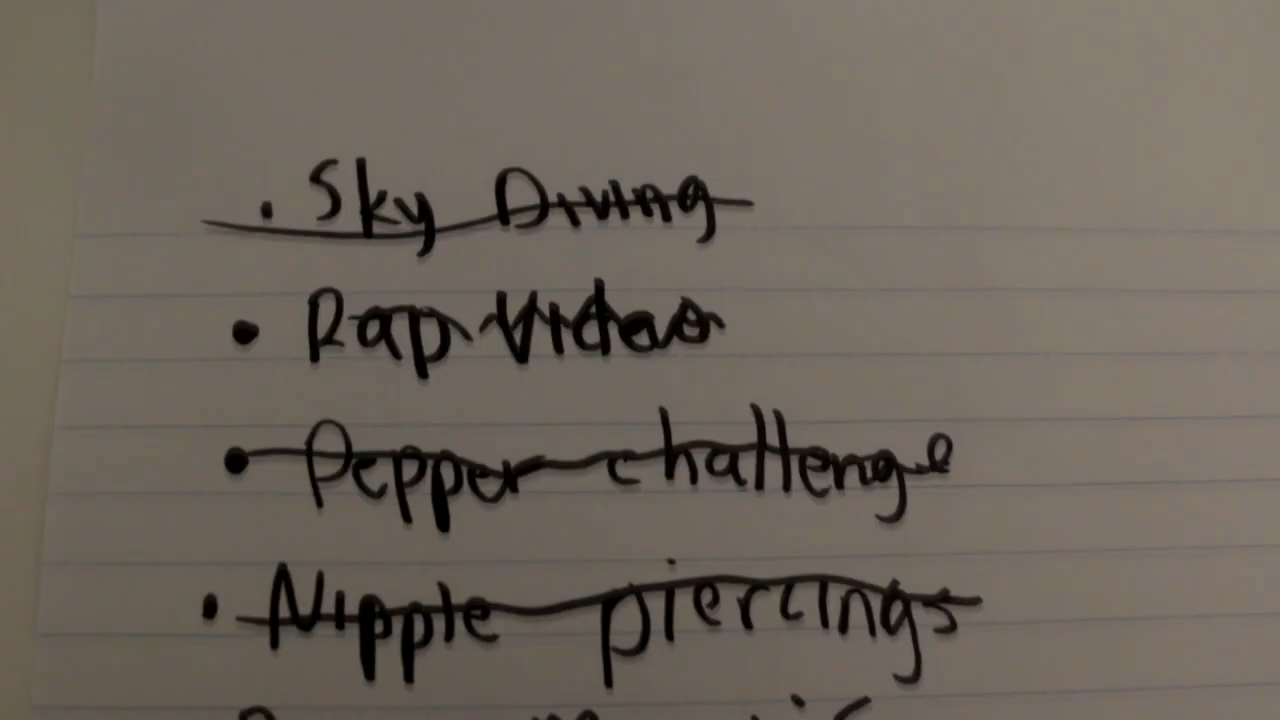 . Sky Diving
• Rap Video
• Pepper challenge
• Nipple piercings